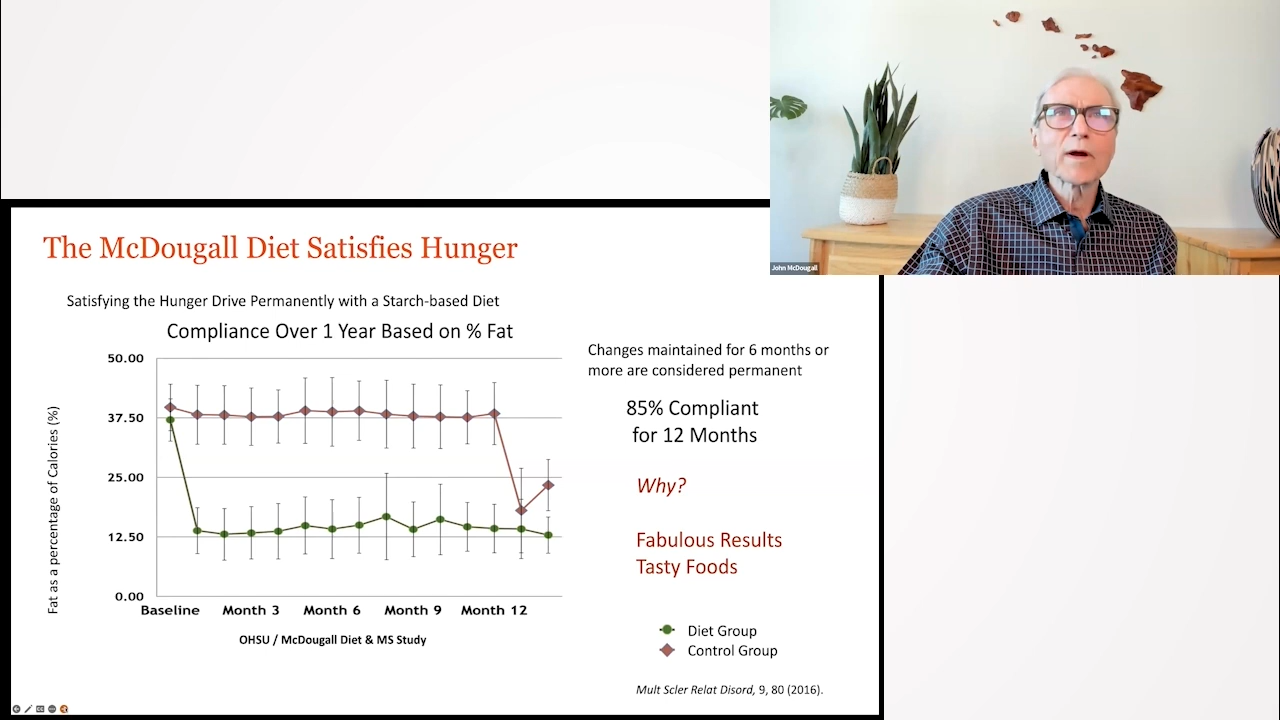 John McDougall
The McDougall Diet Satisfies Hunger
Satisfying the Hunger Drive Permanently with a Starch-based Diet
Compliance Over 1 Year Based on % Fat
50.00
37.50
25.00
12.50
0.00
Fat as a percentage of Calories (%)
Baseline Month 3 Month 6 Month 9 Month 12
OHSU / McDougall Diet & MS Study
Changes maintained for 6 months or
more are considered permanent
85% Compliant
for 12 Months
Why?
Fabulous Results
Tasty Foods
Diet Group
Control Group
Mult Scler Relat Disord, 9, 80 (2016).